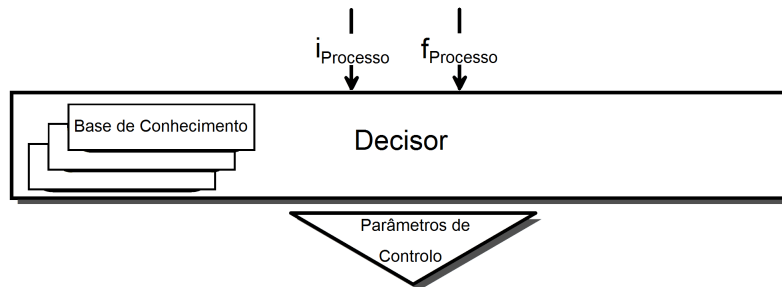 iProcesso fProcesso
Base de Conhecimento
Decisor
Parâmetros de
Controlo